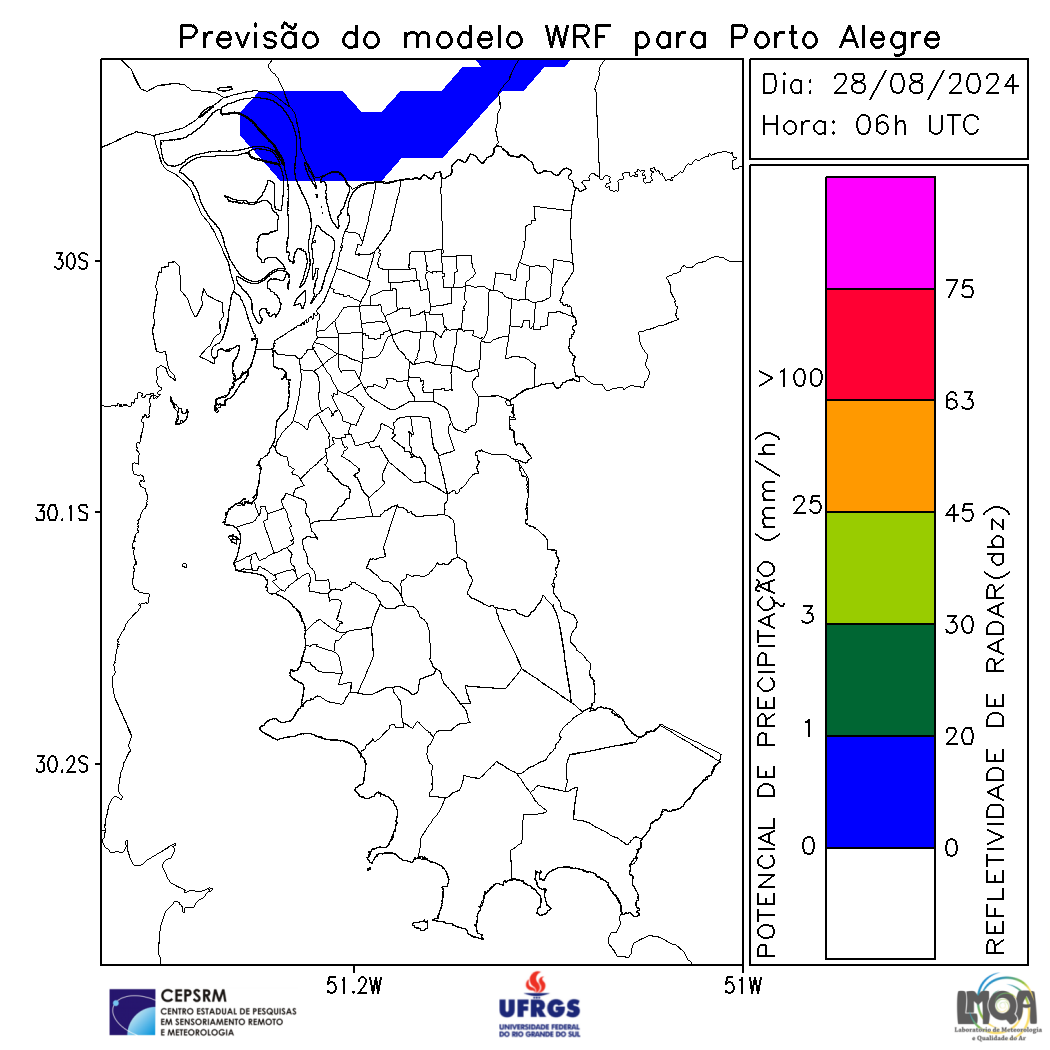 Previsão do modelo WRF para Porto Alegre
Dia: 28/08/2024
Hora: 06h UTC
30S
30.1S
30.2S
51.2W
51W
POTENCIAL DE PRECIPITAÇÃO (mm/h)
>100
25
3
1
0
75
63
45
30
20
0
REFLETIVIDADE DE RADAR(dbz)
CEPSRM
CENTRO ESTADUAL DE PESQUISAS
EM SENSORIAMENTO REMOTO
E METEOROLOGIA
UFRGS
UNIVERSIDADE FEDERAL
DO RIO GRANDE DO SUL
LMQA
Laboratório de Meteorologia
e Qualidade do Ar